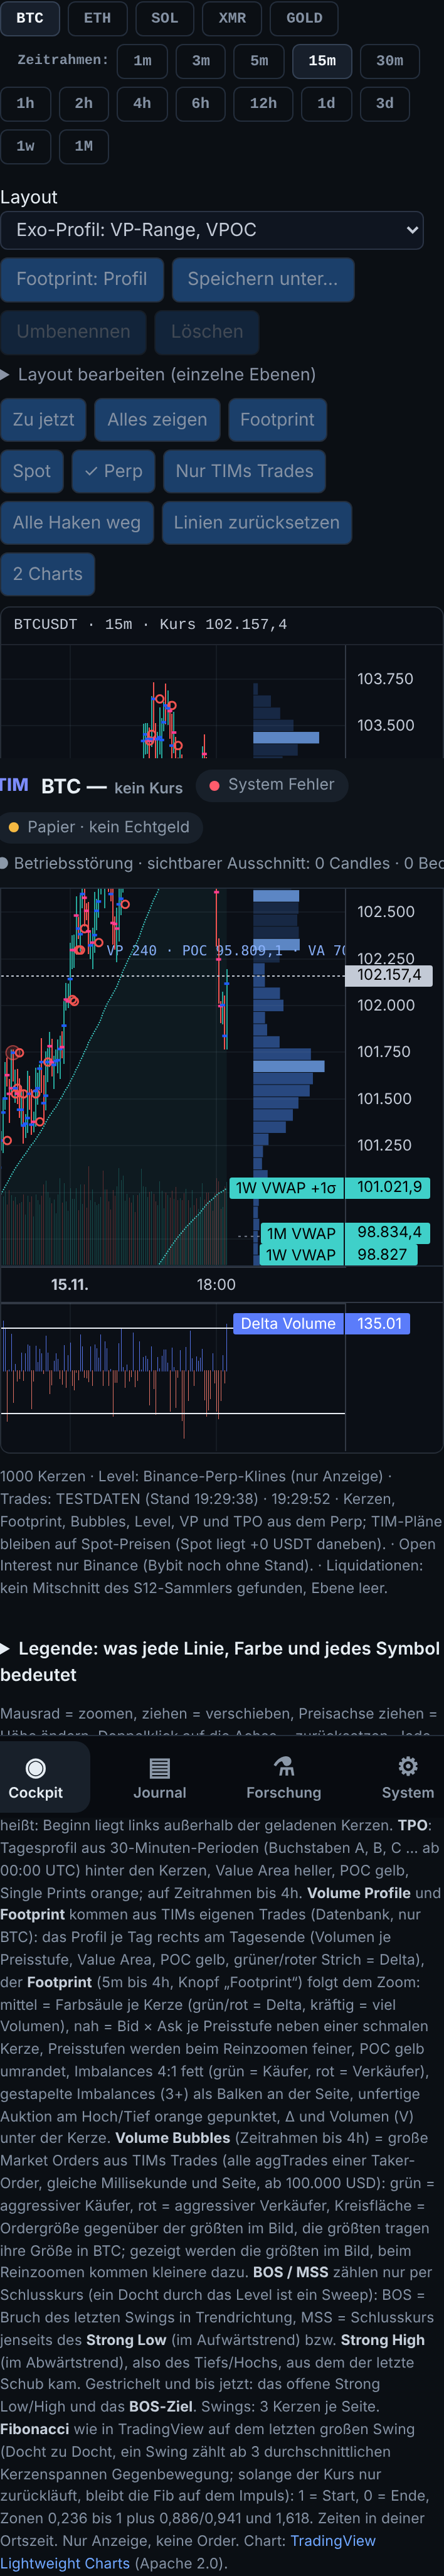 BTC ETH SOL XMR GOLD
Zeitrahmen: 1m 3m 5m 15m 30m
1h 2h 4h 6h 12h 1d 3d
1w 1M
Layout
Exo-Profil: VP-Range, VPOC
Footprint: Profil Speichern unter...
Umbenennen Löschen
Layout bearbeiten (einzelne Ebenen)
Zu jetzt Alles zeigen Footprint
Spot ✓ Perp Nur TIMs Trades
Alle Haken weg Linien zurücksetzen
2 Charts
BTCUSDT · 15m · Kurs 102.157,4
103.750
103.500
TIM BTC — kein Kurs System Fehler
Papier · kein Echtgeld
Betriebsstörung · sichtbarer Ausschnitt: 0 Candles · 0 Bec
102.500
VP 240 · POC 95.809,1 · VA 70
102.250
102.157,4
102.000
101.750
101.500
101.250
1W VWAP +1σ 101.021,9
1M VWAP 98.834,4
1W VWAP 98.827
15.11. 18:00
Delta Volume 135.01
1000 Kerzen · Level: Binance-Perp-Klines (nur Anzeige) ·
Trades: TESTDATEN (Stand 19:29:38) · 19:29:52 · Kerzen,
Footprint, Bubbles, Level, VP und TPO aus dem Perp; TIM-Pläne
bleiben auf Spot-Preisen (Spot liegt +0 USDT daneben). · Open
Interest nur Binance (Bybit noch ohne Stand). · Liquidationen:
kein Mitschnitt des S12-Sammlers gefunden, Ebene leer.
Legende: was jede Linie, Farbe und jedes Symbol
bedeutet
Mausrad = zoomen, ziehen = verschieben, Preisachse ziehen =
Cockpit Journal Forschung System
heißt: Beginn liegt links außerhalb der geladenen Kerzen. TPO:
Tagesprofil aus 30-Minuten-Perioden (Buchstaben A, B, C ... ab
00:00 UTC) hinter den Kerzen, Value Area heller, POC gelb,
Single Prints orange; auf Zeitrahmen bis 4h. Volume Profile und
Footprint kommen aus TIMs eigenen Trades (Datenbank, nur
BTC): das Profil je Tag rechts am Tagesende (Volumen je
Preisstufe, Value Area, POC gelb, grüner/roter Strich = Delta),
der Footprint (5m bis 4h, Knopf „Footprint“) folgt dem Zoom:
mittel = Farbsäule je Kerze (grün/rot = Delta, kräftig = viel
Volumen), nah = Bid × Ask je Preisstufe neben einer schmalen
Kerze, Preisstufen werden beim Reinzoomen feiner, POC gelb
umrandet, Imbalances 4:1 fett (grün = Käufer, rot = Verkäufer),
gestapelte Imbalances (3+) als Balken an der Seite, unfertige
Auktion am Hoch/Tief orange gepunktet, Δ und Volumen (V)
unter der Kerze. Volume Bubbles (Zeitrahmen bis 4h) = große
Market Orders aus TIMs Trades (alle aggTrades einer Taker-
Order, gleiche Millisekunde und Seite, ab 100.000 USD): grün =
aggressiver Käufer, rot = aggressiver Verkäufer, Kreisfläche =
Ordergröße gegenüber der größten im Bild, die größten tragen
ihre Größe in BTC; gezeigt werden die größten im Bild, beim
Reinzoomen kommen kleinere dazu. BOS / MSS zählen nur per
Schlusskurs (ein Docht durch das Level ist ein Sweep): BOS =
Bruch des letzten Swings in Trendrichtung, MSS = Schlusskurs
jenseits des Strong Low (im Aufwärtstrend) bzw. Strong High
(im Abwärtstrend), also des Tiefs/Hochs, aus dem der letzte
Schub kam. Gestrichelt und bis jetzt: das offene Strong
Low/High und das BOS-Ziel. Swings: 3 Kerzen je Seite.
Fibonacci wie in TradingView auf dem letzten großen Swing
(Docht zu Docht, ein Swing zählt ab 3 durchschnittlichen
Kerzenspannen Gegenbewegung; solange der Kurs nur
zurückläuft, bleibt die Fib auf dem Impuls): 1 = Start, 0 = Ende,
Zonen 0,236 bis 1 plus 0,886/0,941 und 1,618. Zeiten in deiner
Ortszeit. Nur Anzeige, keine Order. Chart: TradingView
Lightweight Charts (Apache 2.0).